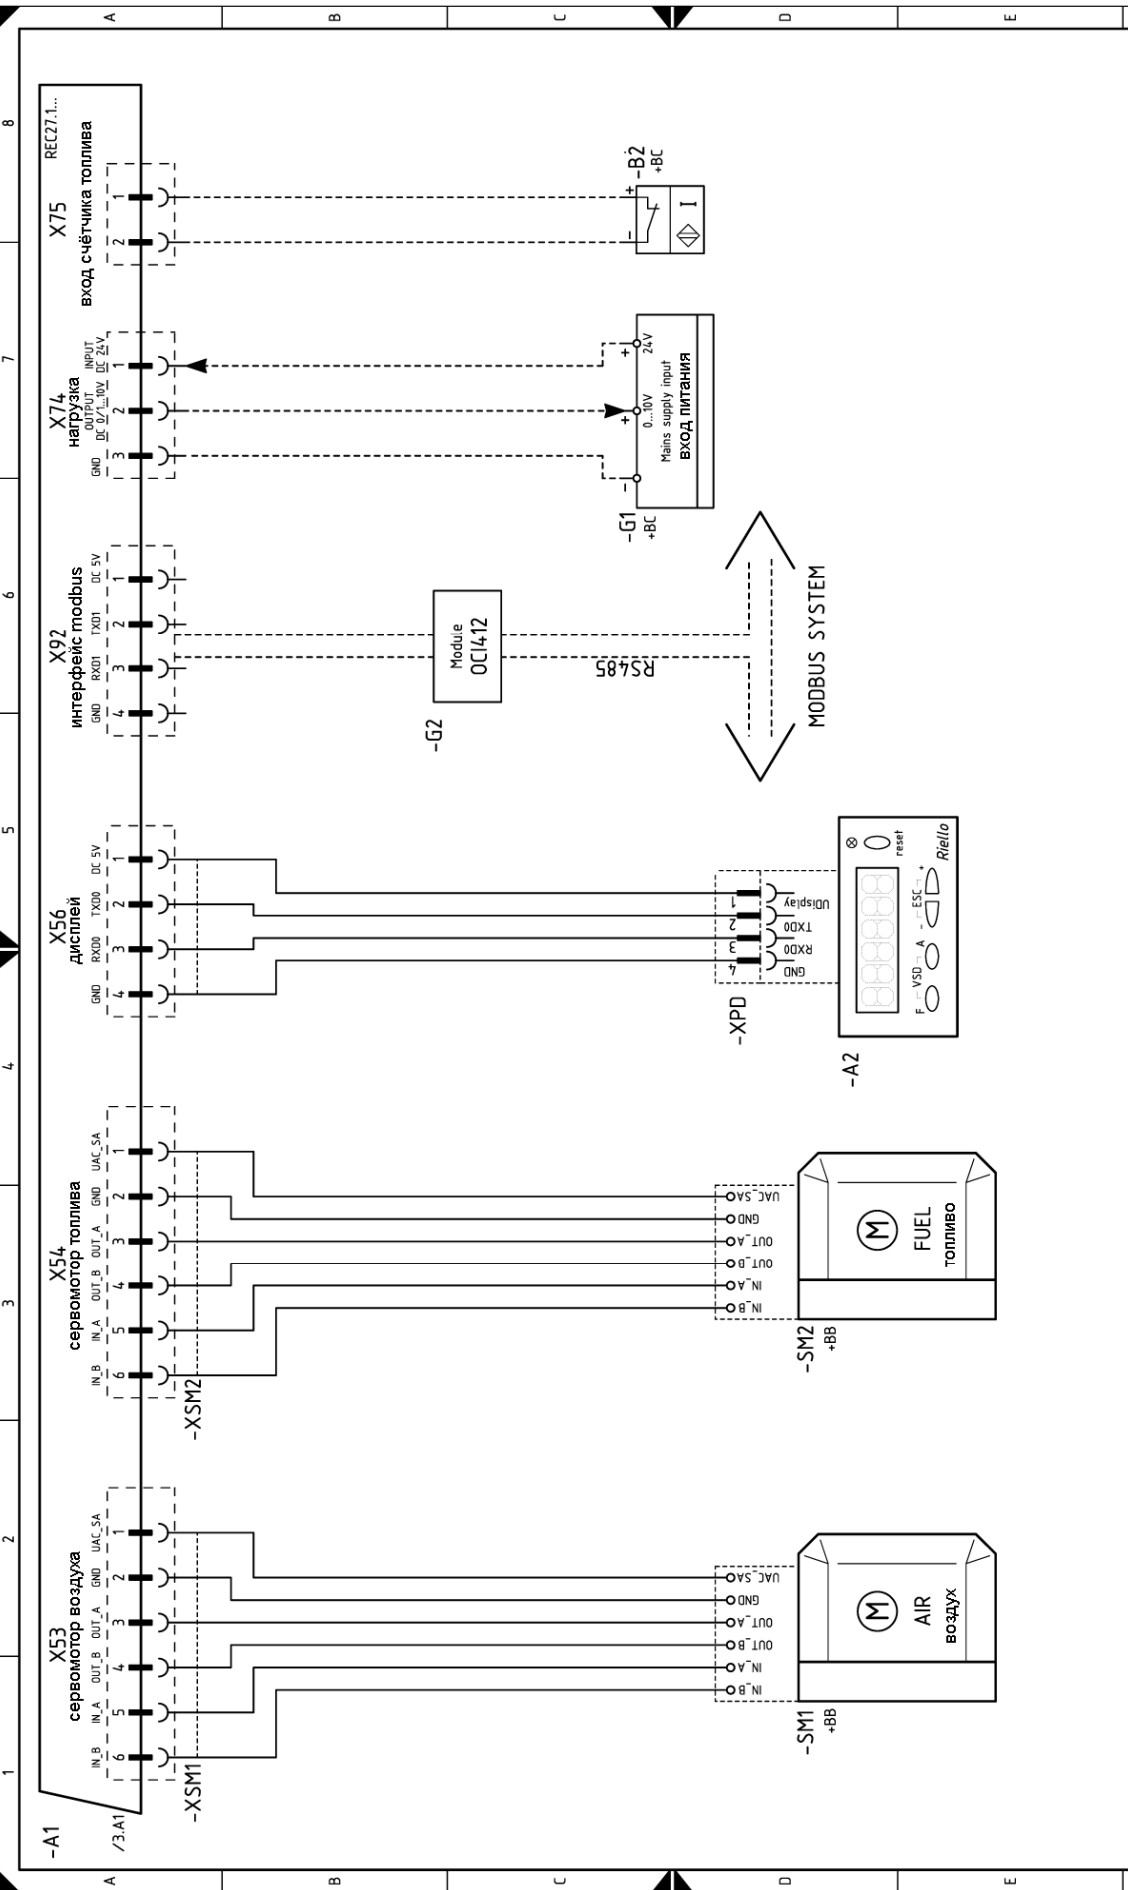 1
2
3
4
5
6
7
8
A
B
C
D
E
A
B
C
D
E
-A1
/3.A1
REC27.1...
X53
сервомотор воздуха
IN_B
IN_A
OUT_B
OUT_A
GND
UAC_SA
6
5
4
3
2
1
-XSM1
X54
сервомотор топлива
IN_B
IN_A
OUT_B
OUT_A
GND
UAC_SA
6
5
4
3
2
1
-XSM2
X56
дисплей
GND
RXD0
TXD0
DC 5V
4
3
2
1
X92
интерфейс modbus
GND
RXD1
TXD1
DC 5V
4
3
2
1
X74
нагрузка
GND
OUTPUT
DC 0/1...10V
INPUT
DC 24V
3
2
1
X75
вход счётчика топлива
2
1
IN_B
IN_A
OUT_B
OUT_A
GND
UAC_SA
-SM1
+BB
M
AIR
воздух
IN_B
IN_A
OUT_B
OUT_A
GND
UAC_SA
-SM2
+BB
M
FUEL
топливо
-XPD
4
3
2
1
GND
RXD0
TXD0
UDisplay
-A2
F
VSD
A
-
ESC
+
reset
Riello
-G2
Module
OCI412
RS485
MODBUS SYSTEM
-G1
+BC
-
+
+
0...10V
24V
Mains supply input
вход питания
-B2
+BC
-
+
I